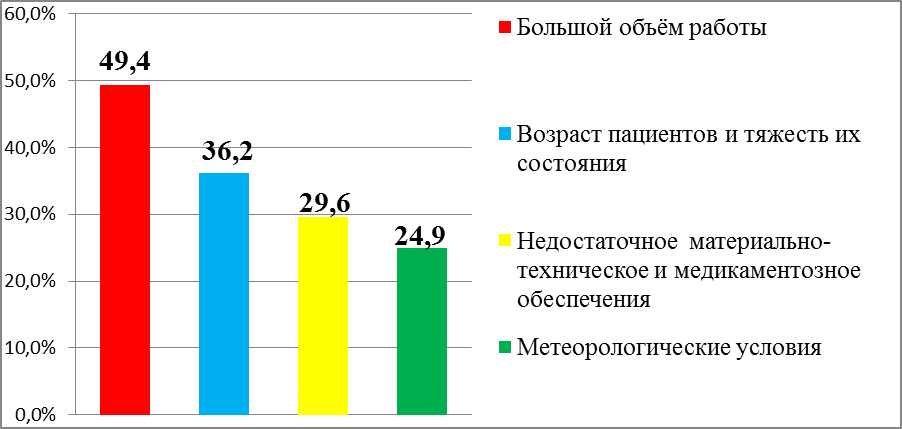 60,0%
50,0%
40,0%
30,0%
20,0%
10,0%
0,0%
49,4
36,2
29,6
24,9
Большой объём работы
Возраст пациентов и тяжесть их
состояния
Недостаточное материально-
техническое и медикаментозное
обеспечения
Метеорологические условия